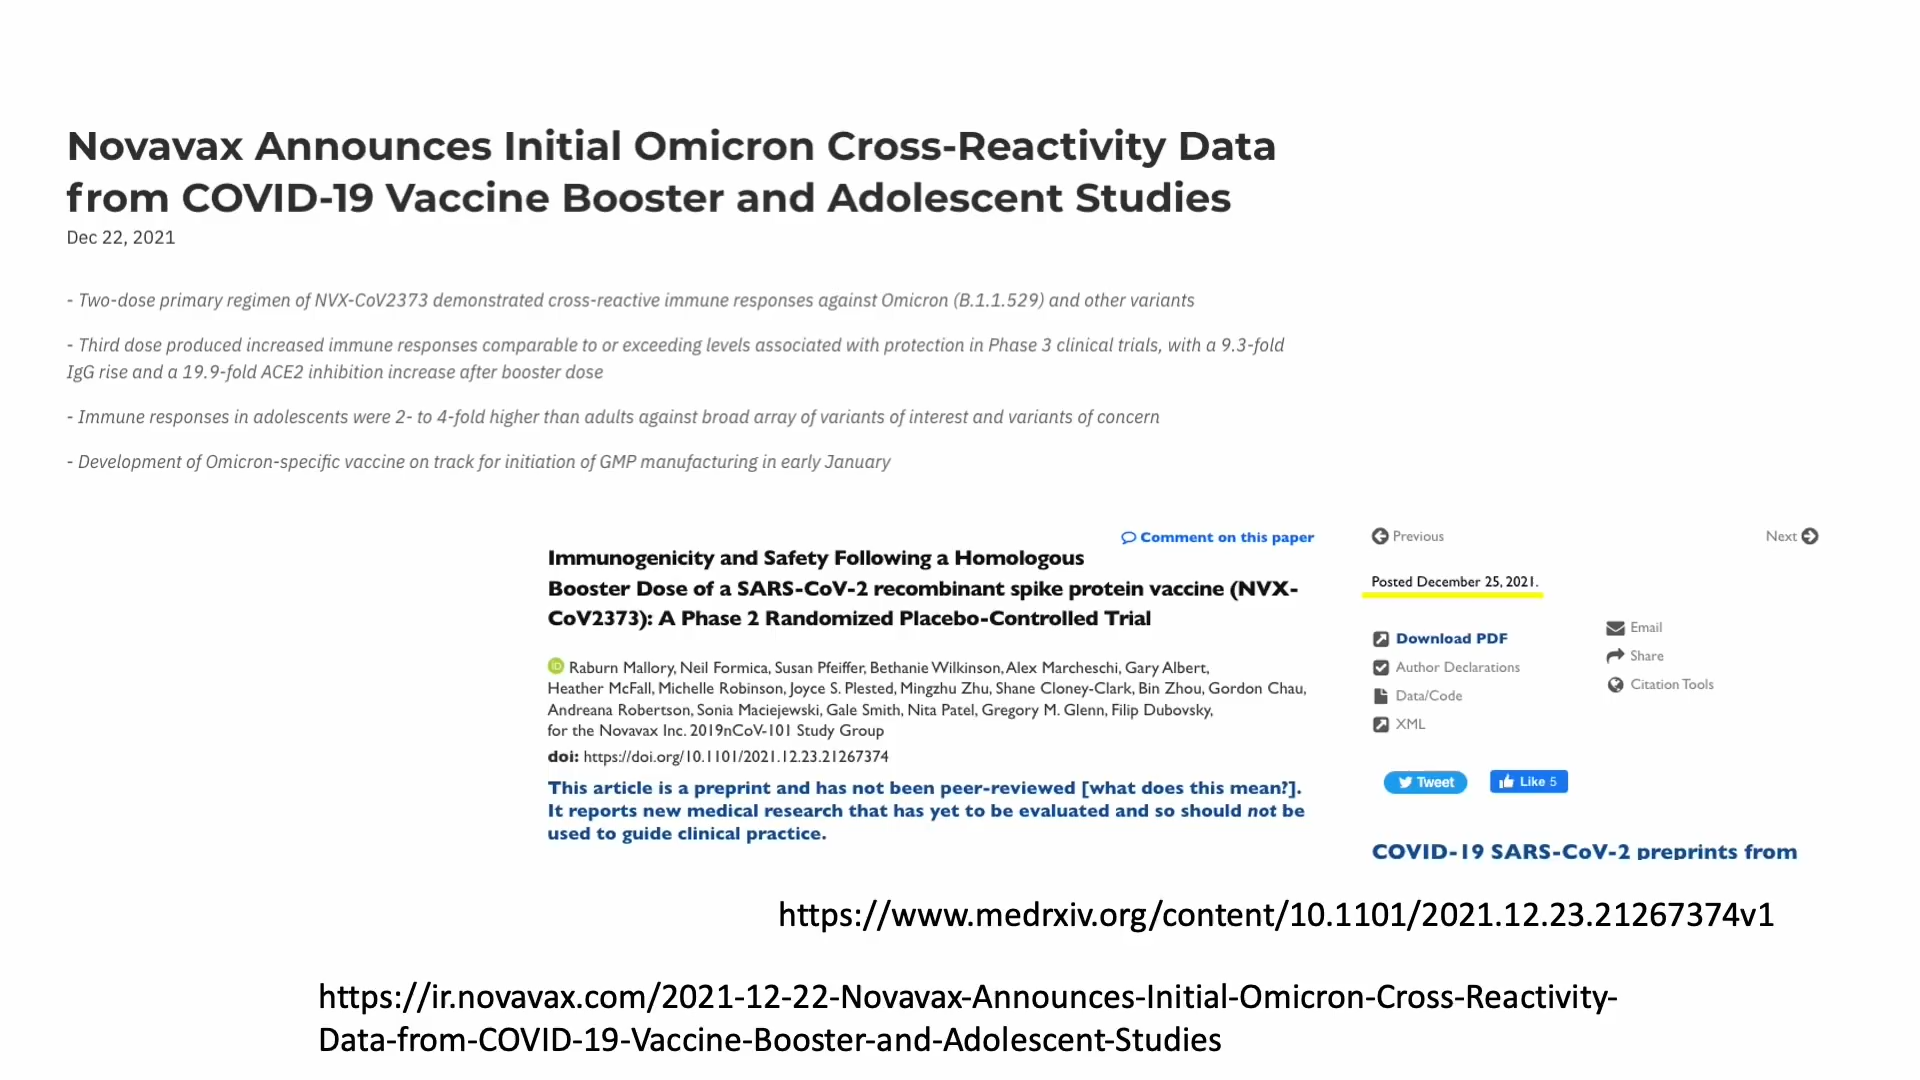 Novavax Announces Initial Omicron Cross-Reactivity Data
from COVID-19 Vaccine Booster and Adolescent Studies
Dec 22, 2021
- Two-dose primary regimen of NVX-CoV2373 demonstrated cross-reactive immune responses against Omicron (B.1.1.529) and other variants
- Third dose produced increased immune responses comparable to or exceeding levels associated with protection in Phase 3 clinical trials, with a 9.3-fold
IgG rise and a 19.9-fold ACE2 inhibition increase after booster dose
- Immune responses in adolescents were 2- to 4-fold higher than adults against broad array of variants of interest and variants of concern
- Development of Omicron-specific vaccine on track for initiation of GMP manufacturing in early January
Comment on this paper
Immunogenicity and Safety Following a Homologous
Booster Dose of a SARS-CoV-2 recombinant spike protein vaccine (NVX-
CoV2373): A Phase 2 Randomized Placebo-Controlled Trial
iD Raburn Mallory, Neil Formica, Susan Pfeiffer, Bethanie Wilkinson, Alex Marcheschi, Gary Albert,
Heather McFall, Michelle Robinson, Joyce S. Plested, Mingzhu Zhu, Shane Cloney-Clark, Bin Zhou, Gordon Chau,
Andreana Robertson, Sonia Maciejewski, Gale Smith, Nita Patel, Gregory M. Glenn, Filip Dubovsky,
for the Novavax Inc. 2019nCoV-101 Study Group
doi: https://doi.org/10.1101/2021.12.23.21267374
This article is a preprint and has not been peer-reviewed [what does this mean?].
It reports new medical research that has yet to be evaluated and so should not be
used to guide clinical practice.
Previous
Next
Posted December 25, 2021.
Download PDF
Author Declarations
Data/Code
XML
Email
Share
Citation Tools
Tweet
Like 5
COVID-19 SARS-CoV-2 preprints from
https://www.medrxiv.org/content/10.1101/2021.12.23.21267374v1
https://ir.novavax.com/2021-12-22-Novavax-Announces-Initial-Omicron-Cross-Reactivity-
Data-from-COVID-19-Vaccine-Booster-and-Adolescent-Studies